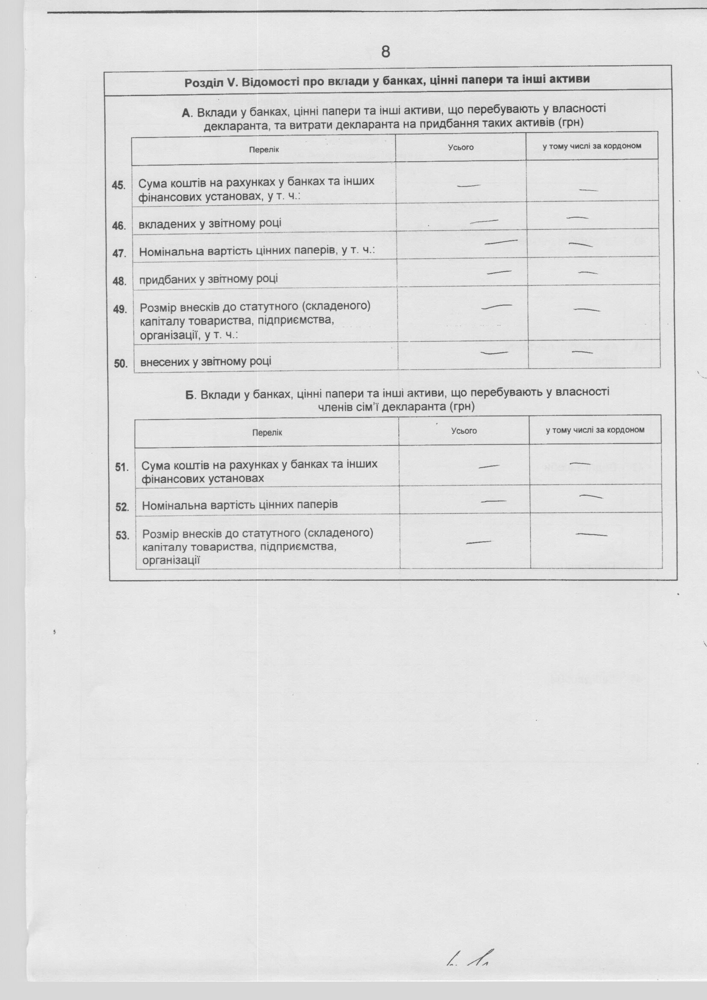 8
Розділ V. Відомості про вклади у банках, цінні папери та інші активи
А. Вклади у банках, цінні папери та інші активи, що перебувають у власності
декларанта, та витрати декларанта на придбання таких активів (грн)
Перелік Усього у тому числі за кордоном
45. Сума коштів на рахунках у банках та інших — —
фінансових установах, у т. ч.:
46. вкладених у звітному році — —
47. Номінальна вартість цінних паперів, у т. ч.: — —
48. придбаних у звітному році — —
49. Розмір внесків до статутного (складеного) — —
капіталу товариства, підприємства,
організації, у т. ч.:
50. внесених у звітному році — —
Б. Вклади у банках, цінні папери та інші активи, що перебувають у власності
членів сім'ї декларанта (грн)
Перелік Усього у тому числі за кордоном
51. Сума коштів на рахунках у банках та інших — —
фінансових установах
52. Номінальна вартість цінних паперів — —
53. Розмір внесків до статутного (складеного) — —
капіталу товариства, підприємства,
організації